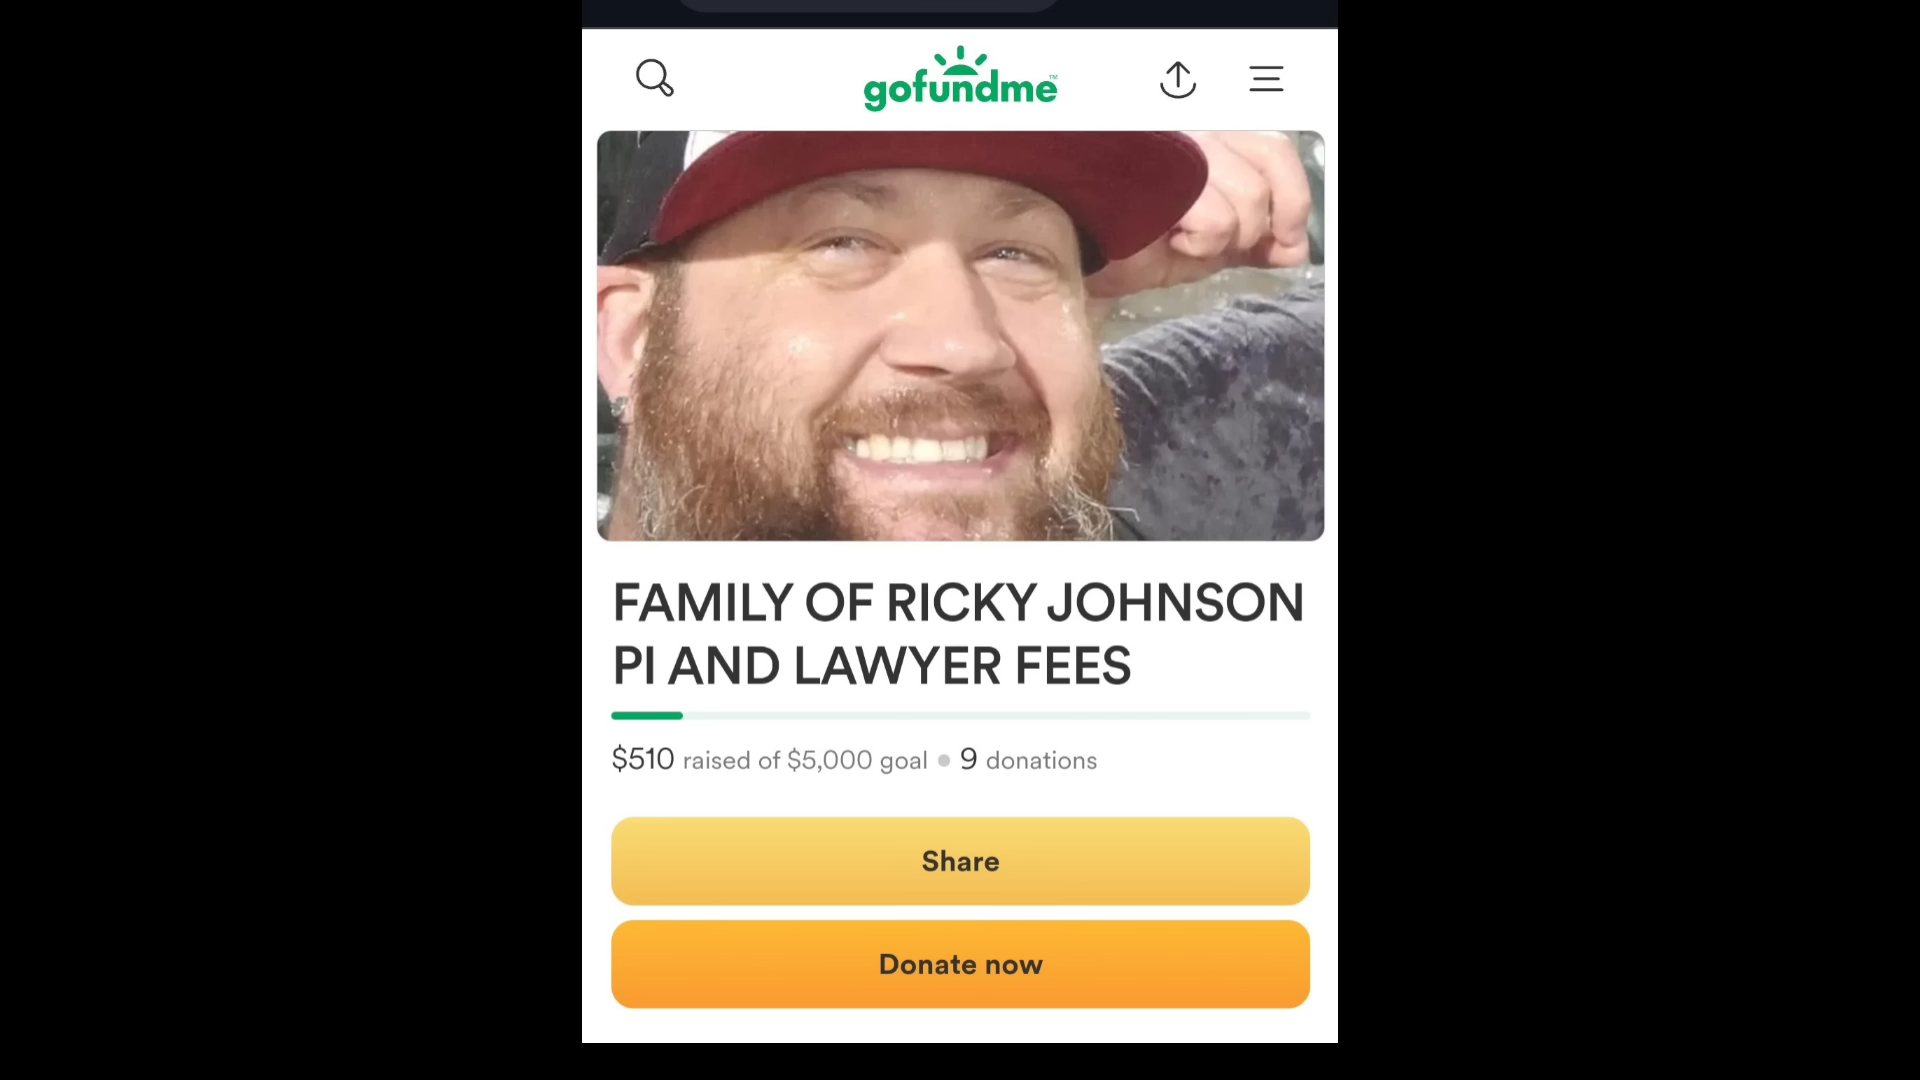 gofundme™
FAMILY OF RICKY JOHNSON
PI AND LAWYER FEES
$510 raised of $5,000 goal • 9 donations
Share
Donate now